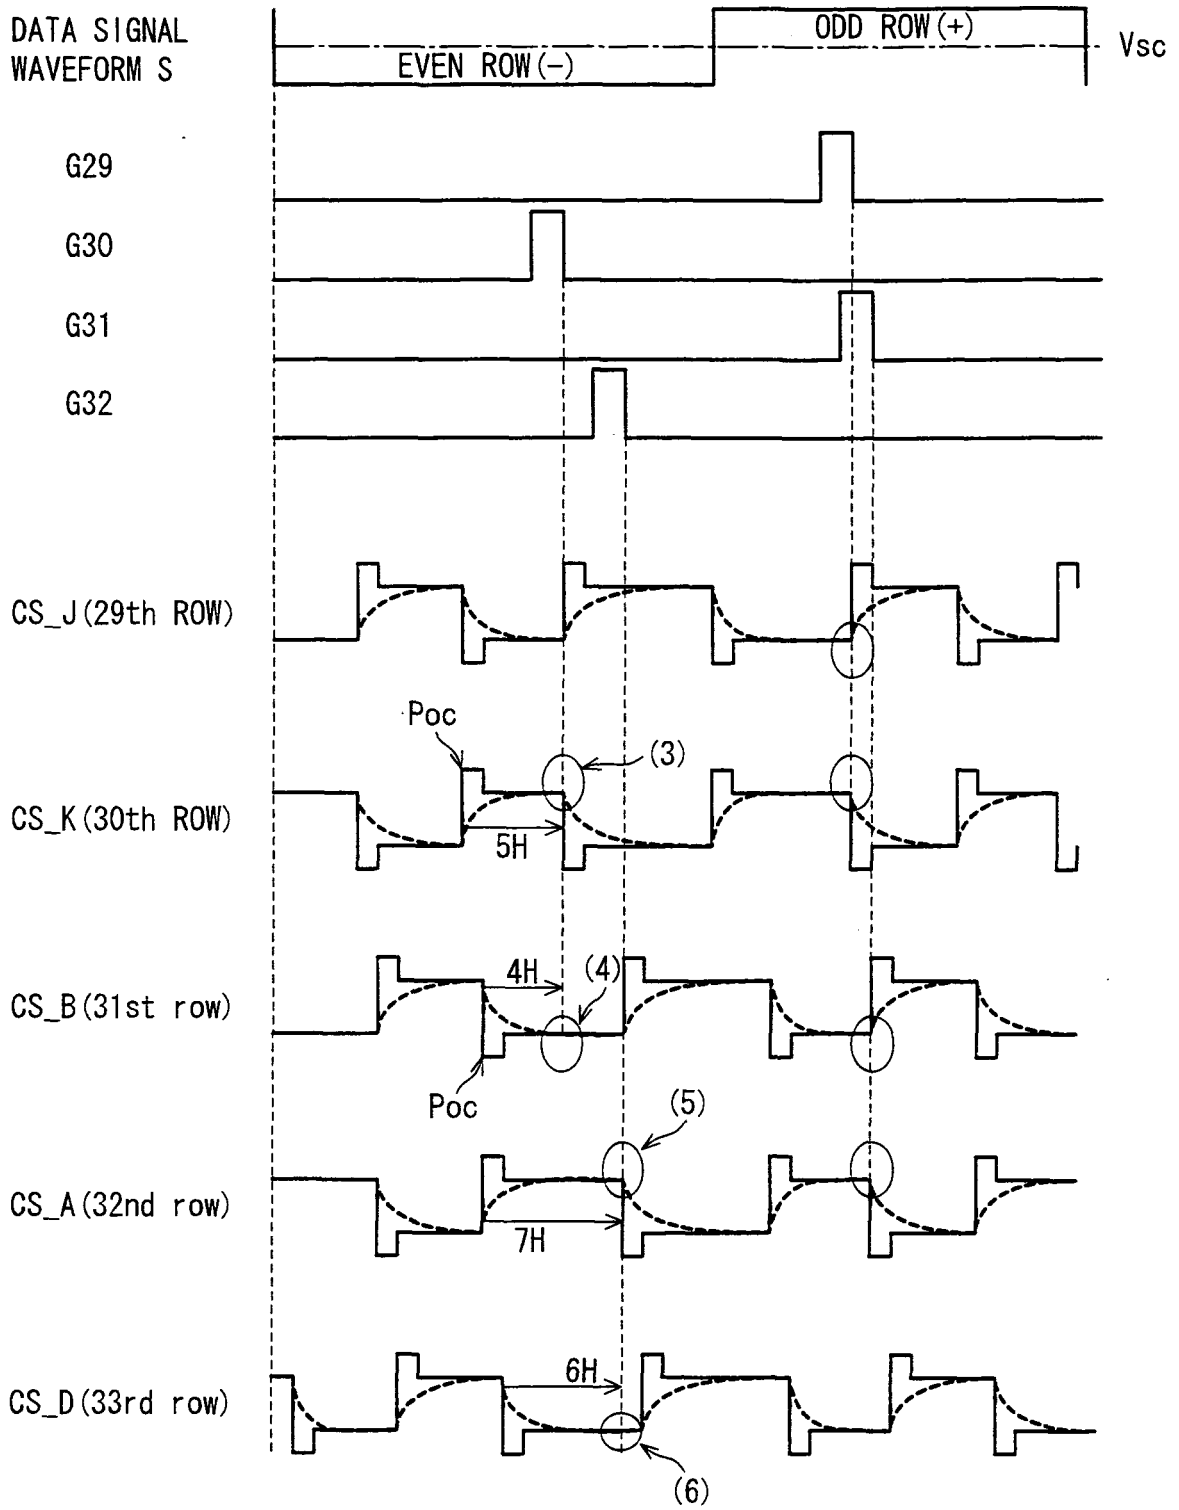 DATA SIGNAL
WAVEFORM S
ODD ROW(+)
Vsc
EVEN ROW(−)
G29
G30
G31
G32
CS_J(29th ROW)
Poc
(3)
CS_K(30th ROW)
5H
4H
(4)
CS_B(31st row)
Poc
(5)
CS_A(32nd row)
7H
6H
CS_D(33rd row)
(6)